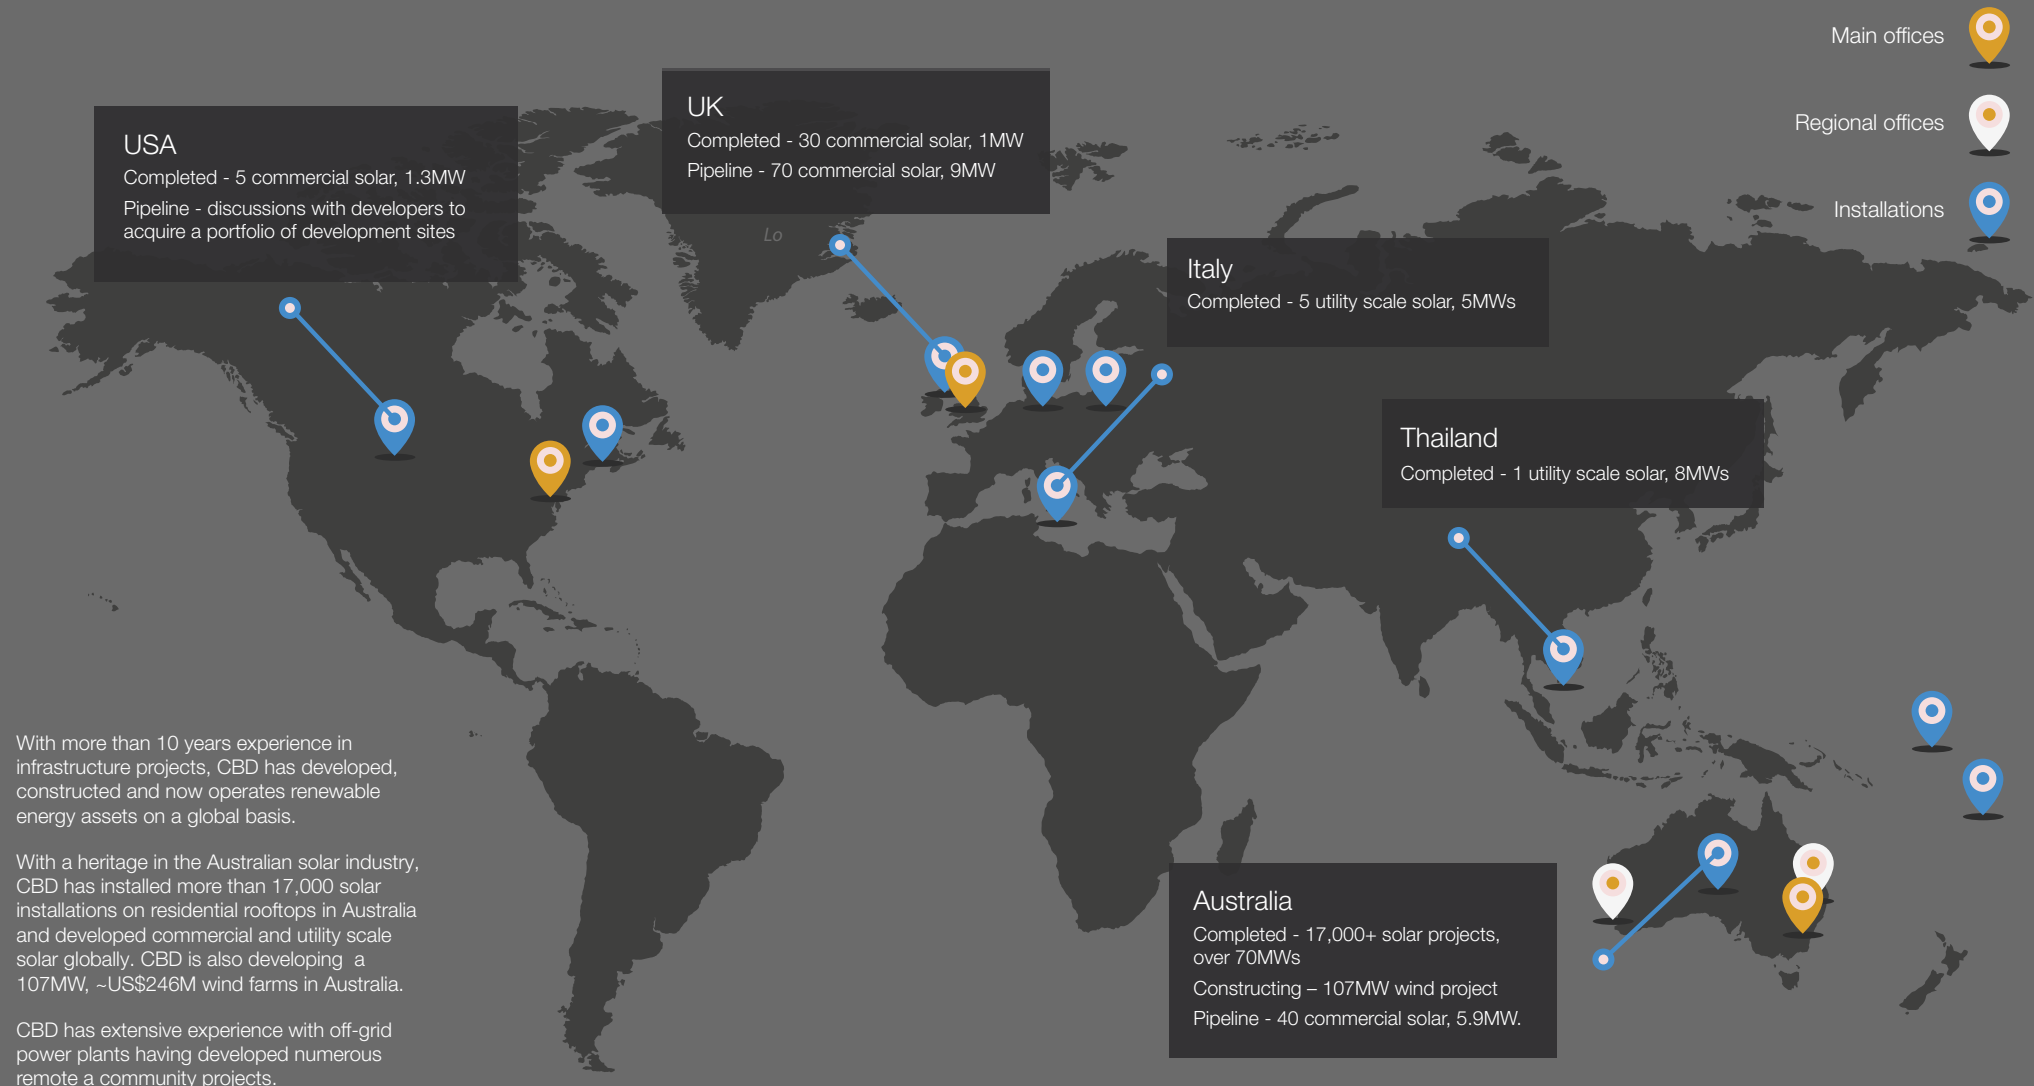 Main offices
Regional offices
Installations
USA
Completed - 5 commercial solar, 1.3MW
Pipeline - discussions with developers to
acquire a portfolio of development sites
UK
Completed - 30 commercial solar, 1MW
Pipeline - 70 commercial solar, 9MW
Lo
Italy
Completed - 5 utility scale solar, 5MWs
Thailand
Completed - 1 utility scale solar, 8MWs
With more than 10 years experience in
infrastructure projects, CBD has developed,
constructed and now operates renewable
energy assets on a global basis.
With a heritage in the Australian solar industry,
CBD has installed more than 17,000 solar
installations on residential rooftops in Australia
and developed commercial and utility scale
solar globally. CBD is also developing  a
107MW, ~US$246M wind farms in Australia.
CBD has extensive experience with off-grid
power plants having developed numerous
remote a community projects.
Australia
Completed - 17,000+ solar projects,
over 70MWs
Constructing – 107MW wind project
Pipeline - 40 commercial solar, 5.9MW.